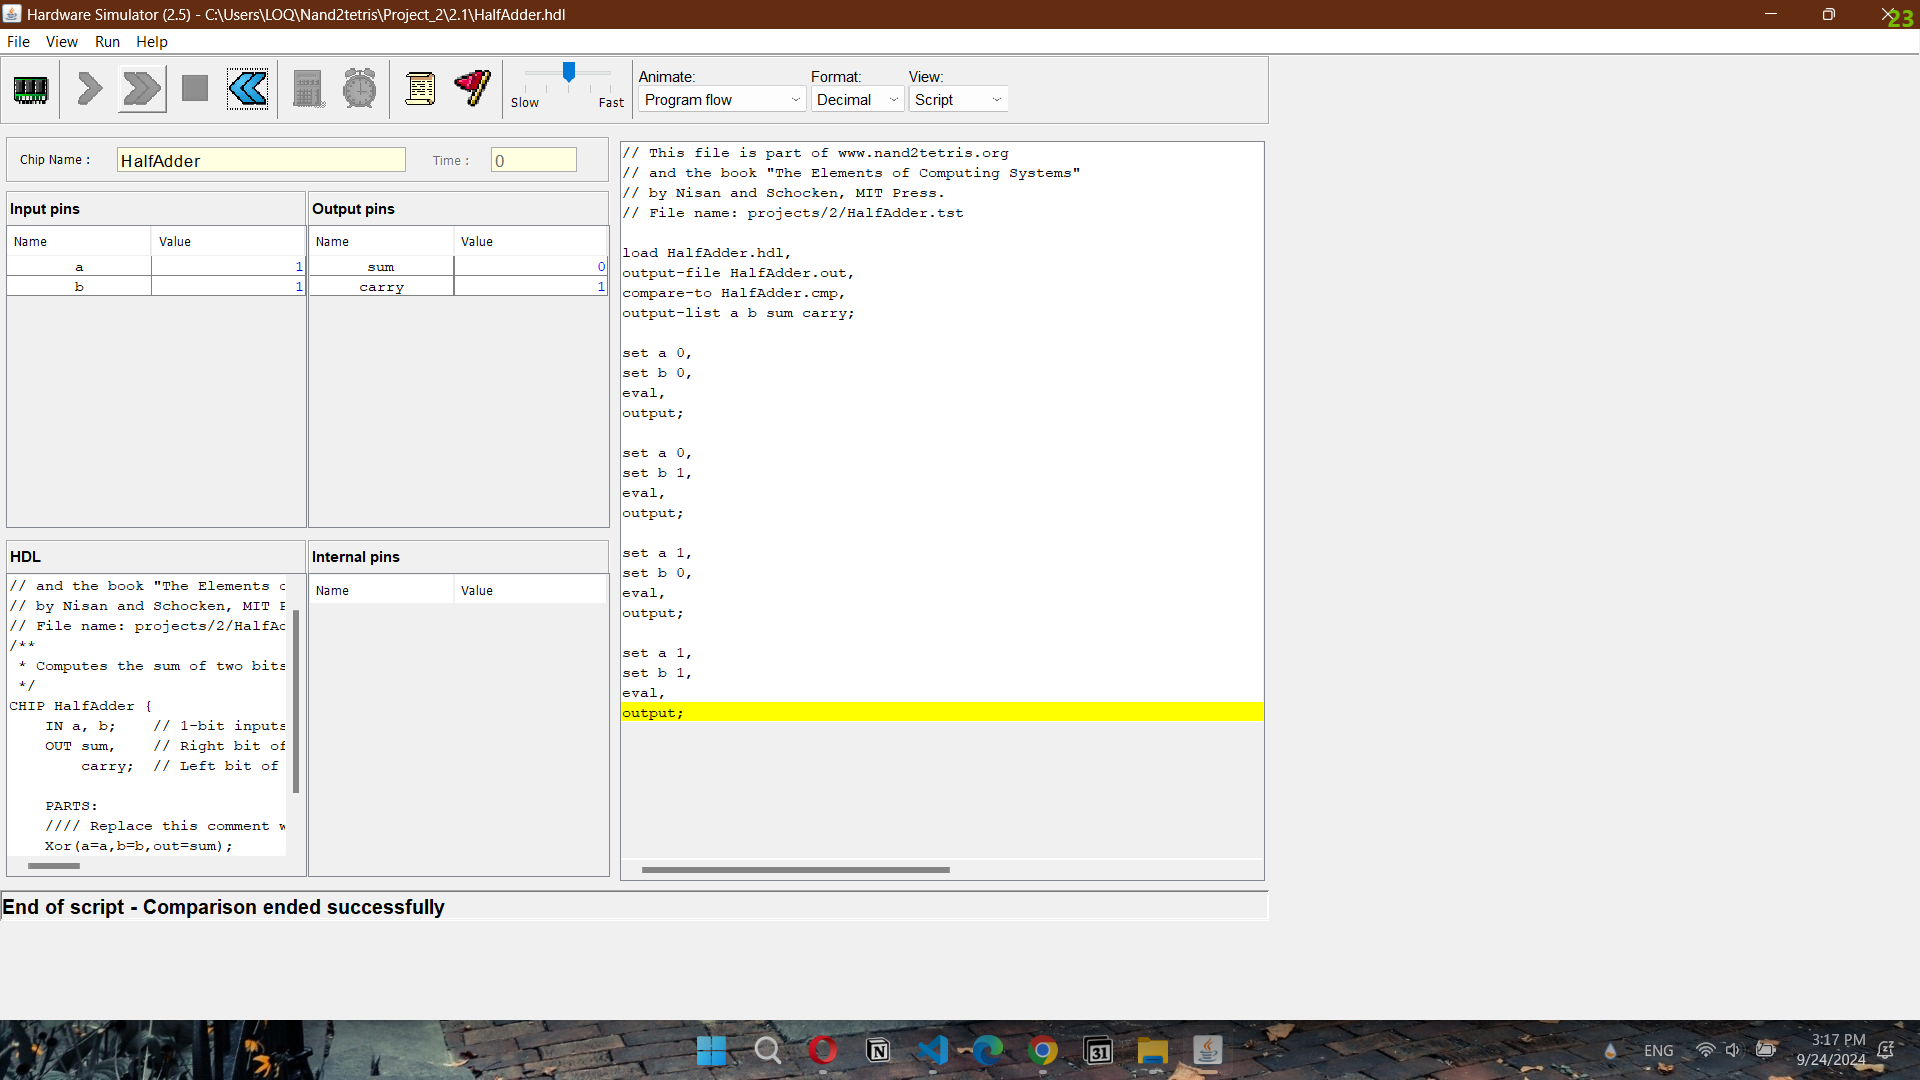 Hardware Simulator (2.5) - C:\Users\LOQ\Nand2tetris\Project_2\2.1\HalfAdder.hdl
23
File View Run Help
Slow Fast
Animate: Format: View:
Program flow Decimal Script
Chip Name : HalfAdder Time : 0
Input pins
Name Value
a 1
b 1
Output pins
Name Value
sum 0
carry 1
HDL
// and the book "The Elements
// by Nisan and Schocken, MIT
// File name: projects/2/HalfAd
/**
* Computes the sum of two bits
*/
CHIP HalfAdder {
IN a, b; // 1-bit inputs
OUT sum, // Right bit of
carry; // Left bit of
PARTS:
//// Replace this comment
Xor(a=a,b=b,out=sum);
Internal pins
Name Value
// This file is part of www.nand2tetris.org
// and the book "The Elements of Computing Systems"
// by Nisan and Schocken, MIT Press.
// File name: projects/2/HalfAdder.tst
load HalfAdder.hdl,
output-file HalfAdder.out,
compare-to HalfAdder.cmp,
output-list a b sum carry;
set a 0,
set b 0,
eval,
output;
set a 0,
set b 1,
eval,
output;
set a 1,
set b 0,
eval,
output;
set a 1,
set b 1,
eval,
output;
End of script - Comparison ended successfully
31
ENG
3:17 PM
9/24/2024